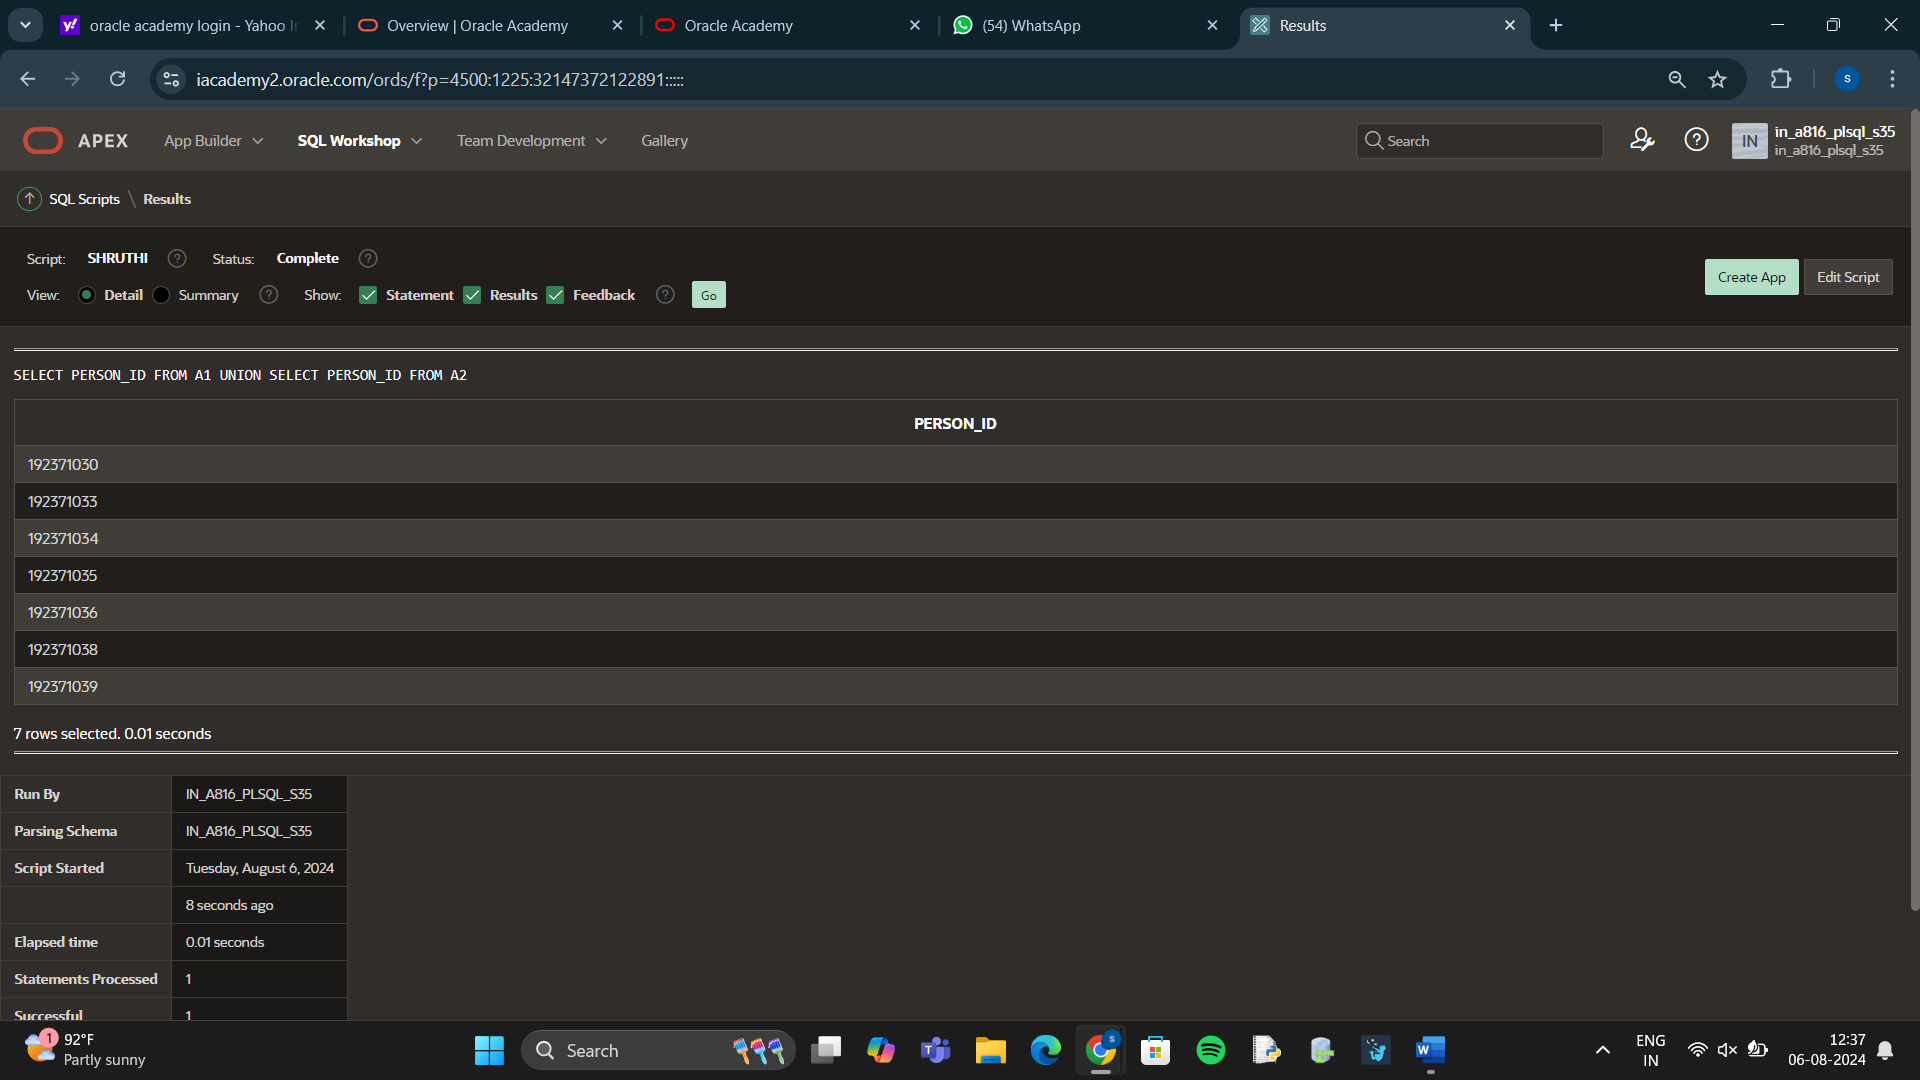 oracle academy login - Yahoo I
Overview | Oracle Academy
Oracle Academy
(54) WhatsApp
Results
iacademy2.oracle.com/ords/f?p=4500:1225:32147372122891:::::
S
APEX
App Builder
SQL Workshop
Team Development
Gallery
Search
IN
in_a816_plsql_s35
in_a816_plsql_s35
SQL Scripts \ Results
Script: SHRUTHI ? Status: Complete ?
View: Detail Summary ? Show: Statement Results Feedback ? Go
Create App
Edit Script
SELECT PERSON_ID FROM A1 UNION SELECT PERSON_ID FROM A2
PERSON_ID
192371030
192371033
192371034
192371035
192371036
192371038
192371039
7 rows selected. 0.01 seconds
Run By IN_A816_PLSQL_S35
Parsing Schema IN_A816_PLSQL_S35
Script Started Tuesday, August 6, 2024
8 seconds ago
Elapsed time 0.01 seconds
Statements Processed 1
Successful 1
1
92°F
Partly sunny
Search
ENG
IN
12:37
06-08-2024